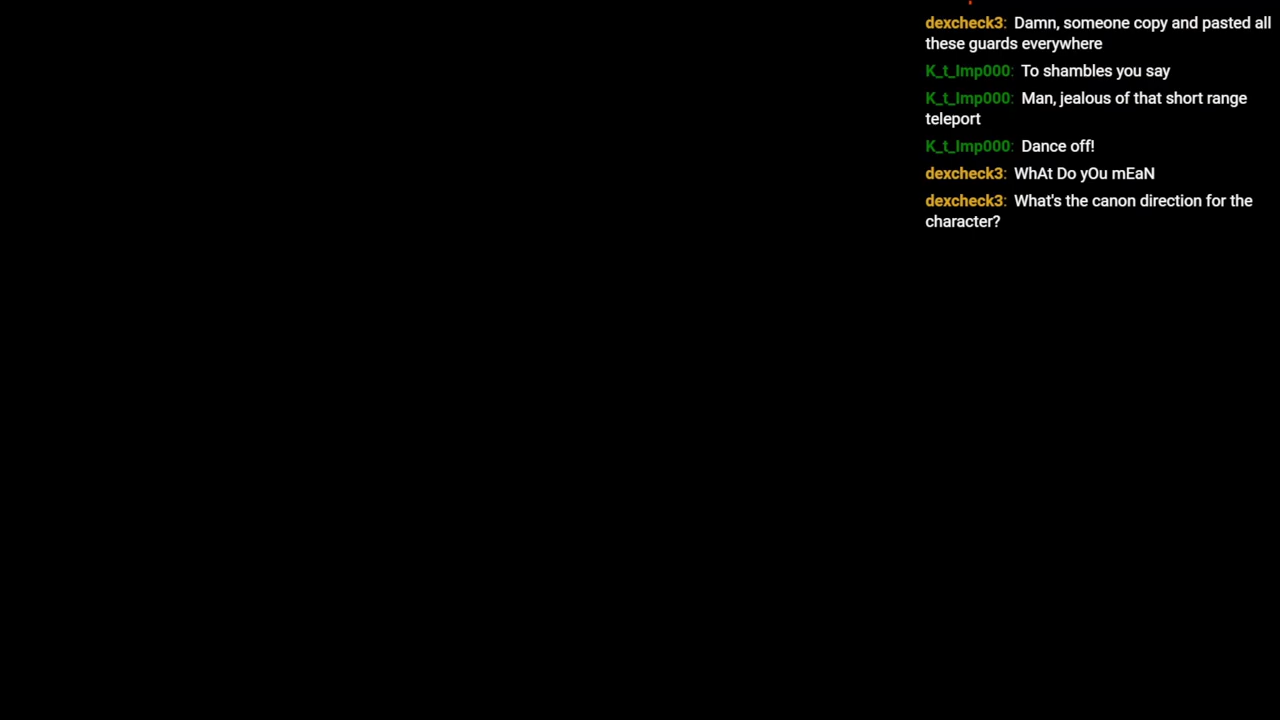 dexcheck3: Damn, someone copy and pasted all
these guards everywhere
K_t_Imp000: To shambles you say
K_t_Imp000: Man, jealous of that short range
teleport
K_t_Imp000: Dance off!
dexcheck3: WhAt Do yOu mEaN
dexcheck3: What's the canon direction for the
character?